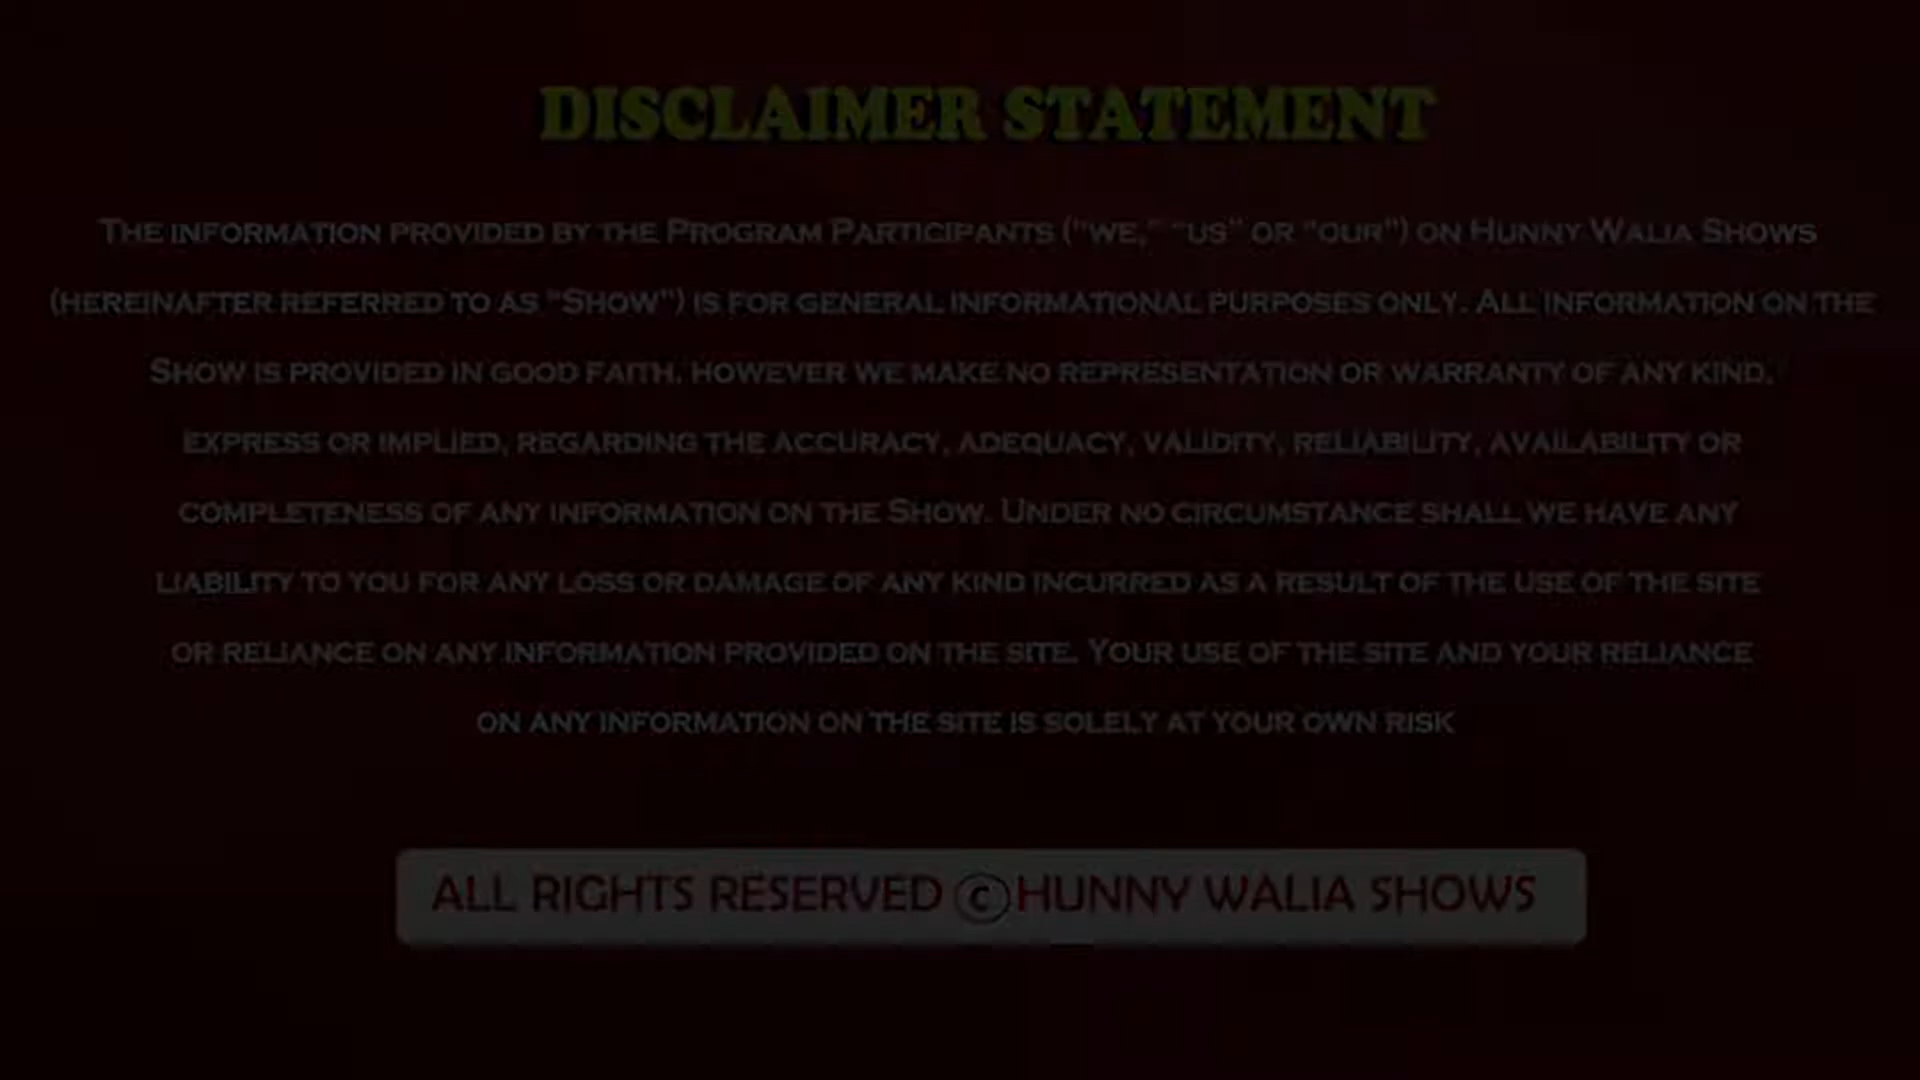 DISCLAIMER STATEMENT
The information provided by the Program Participants ("we," "us" or "our") on Hunny Walia Shows
(hereinafter referred to as "Show") is for general informational purposes only. All information on the
Show is provided in good faith, however we make no representation or warranty of any kind,
express or implied, regarding the accuracy, adequacy, validity, reliability, availability or
completeness of any information on the Show. Under no circumstance shall we have any
liability to you for any loss or damage of any kind incurred as a result of the use of the site
or reliance on any information provided on the site. Your use of the site and your reliance
on any information on the site is solely at your own risk
ALL RIGHTS RESERVED © HUNNY WALIA SHOWS